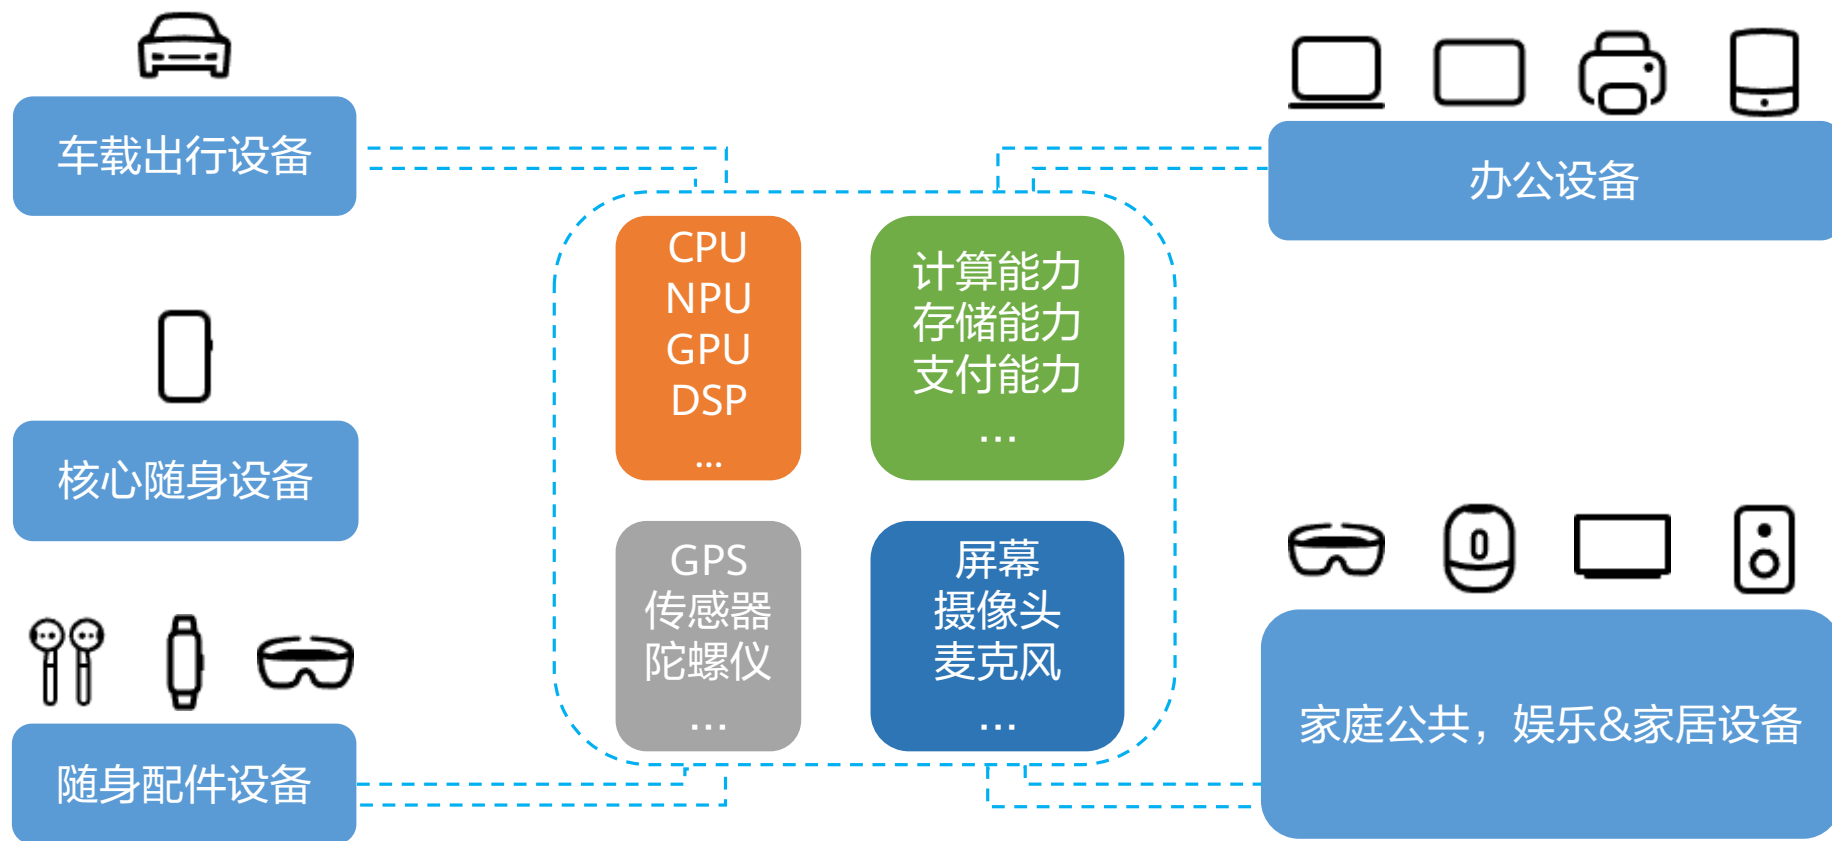 车载出行设备
办公设备
CPU
NPU
GPU
DSP
...
计算能力
存储能力
支付能力
...
核心随身设备
GPS
传感器
陀螺仪
...
屏幕
摄像头
麦克风
...
随身配件设备
家庭公共，娱乐&家居设备